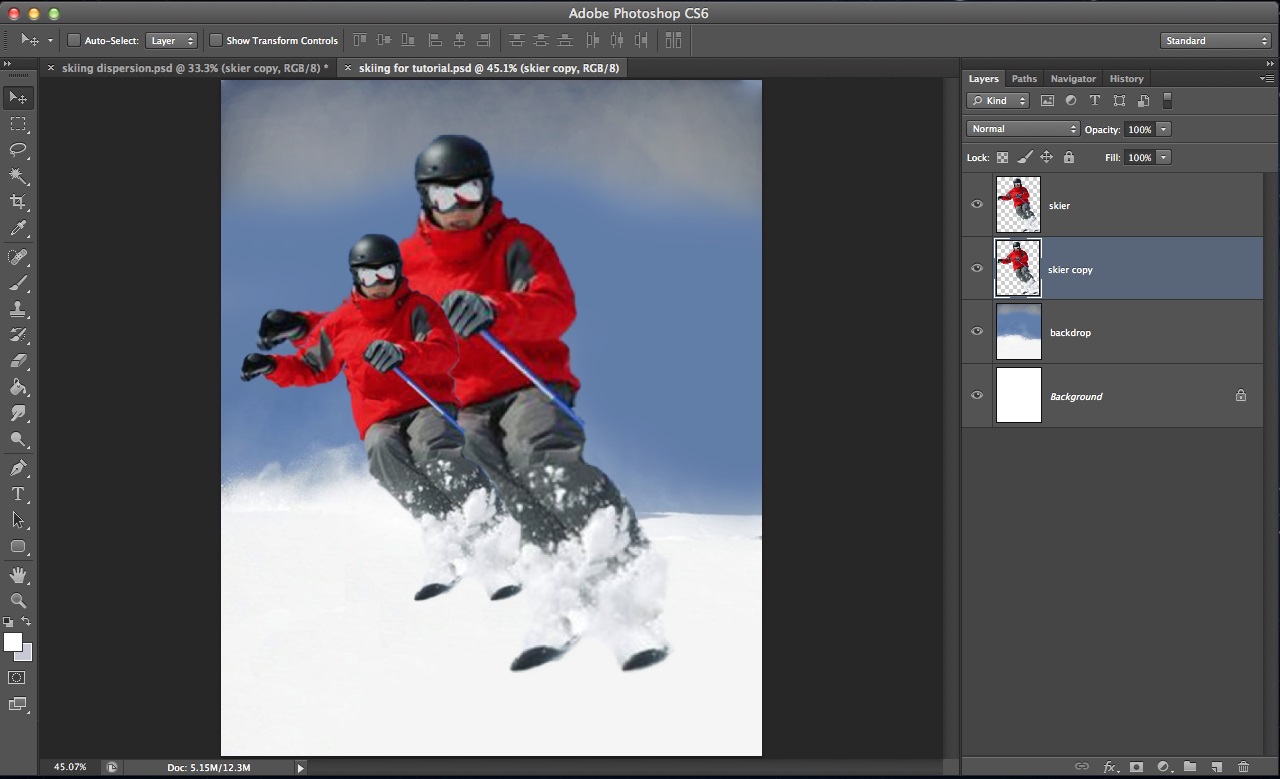 Adobe Photoshop CS6
Auto-Select: Layer Show Transform Controls Standard
skiing dispersion.psd @ 33.3% (skier copy, RGB/8) * skiing for tutorial.psd @ 45.1% (skier copy, RGB/8)
Layers Paths Navigator History
Kind
Normal Opacity: 100%
Lock: Fill: 100%
skier
skier copy
backdrop
Background
45.07% Doc: 5.15M/12.3M